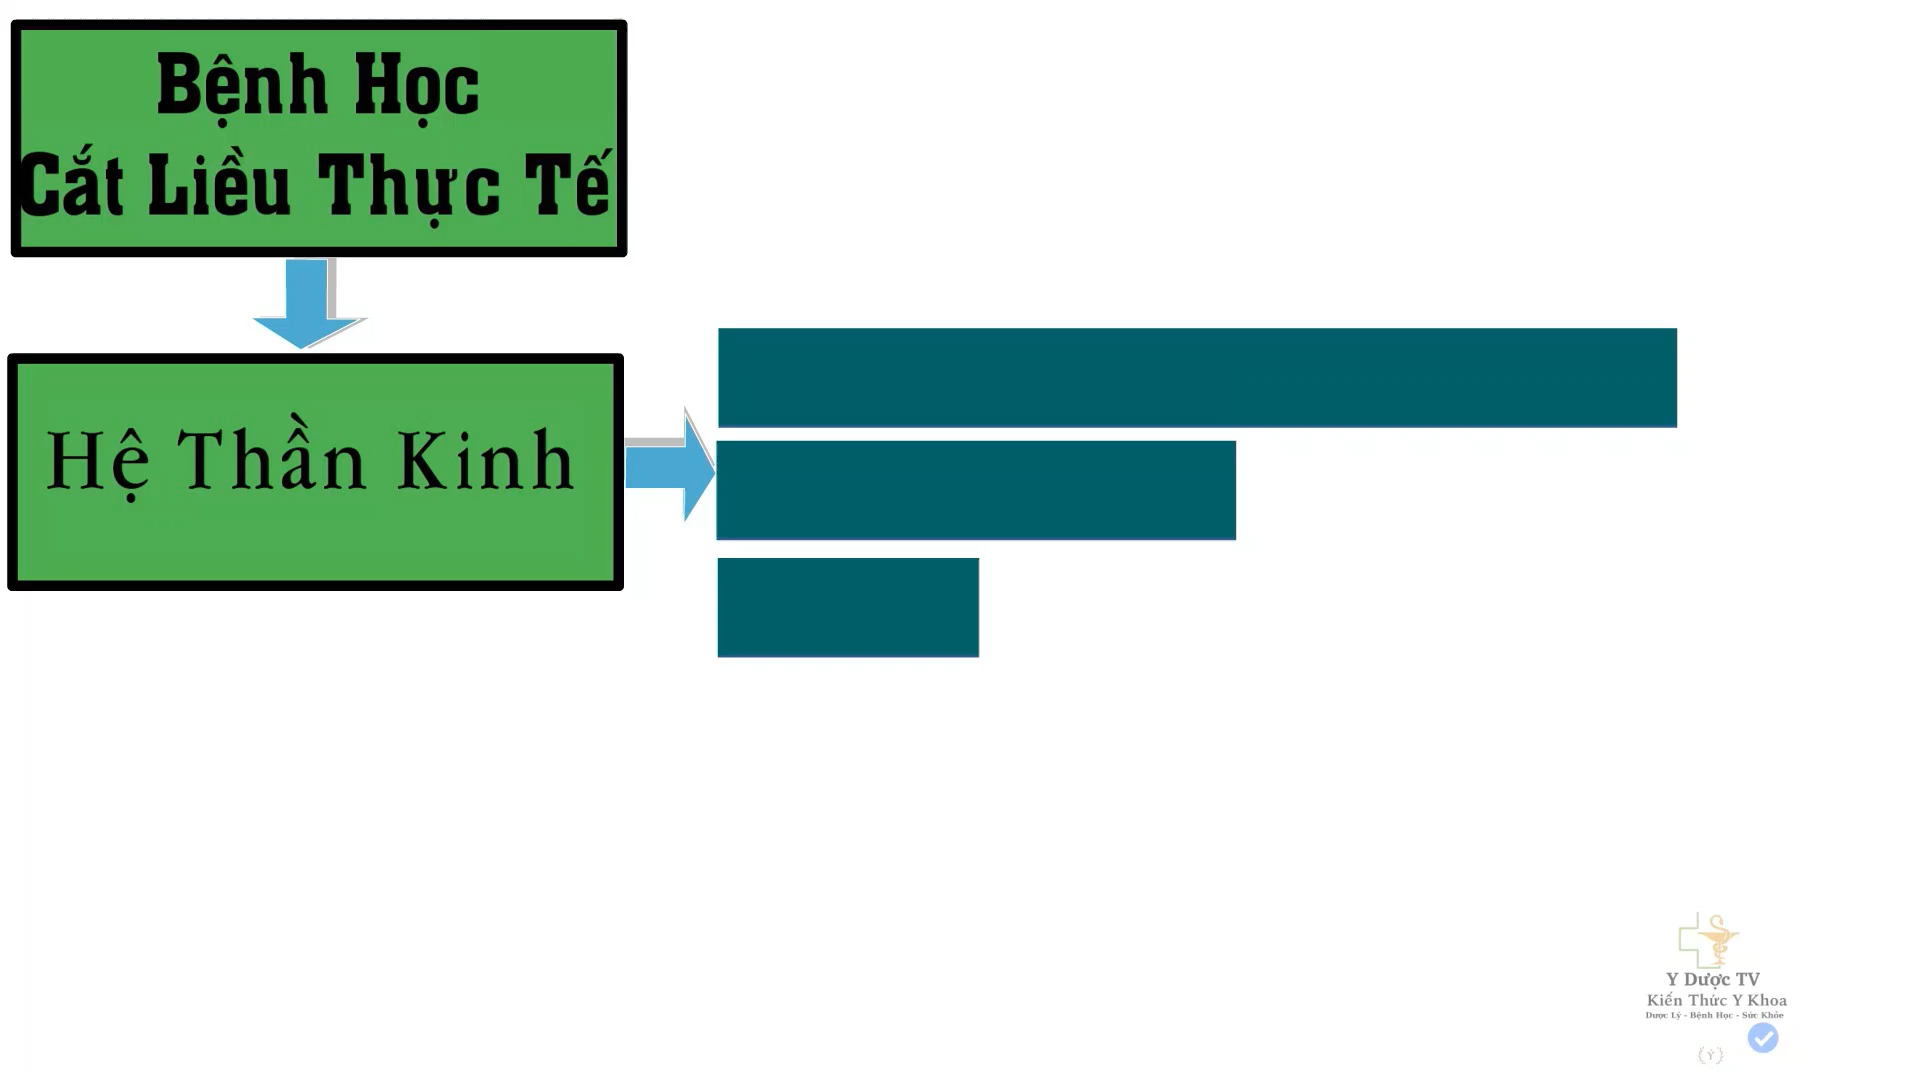 Bệnh Học
Cắt Liều Thực Tế
Hệ Thần Kinh
Y Dược TV
Kiến Thức Y Khoa
Dược Lý - Bệnh Học - Sức Khỏe